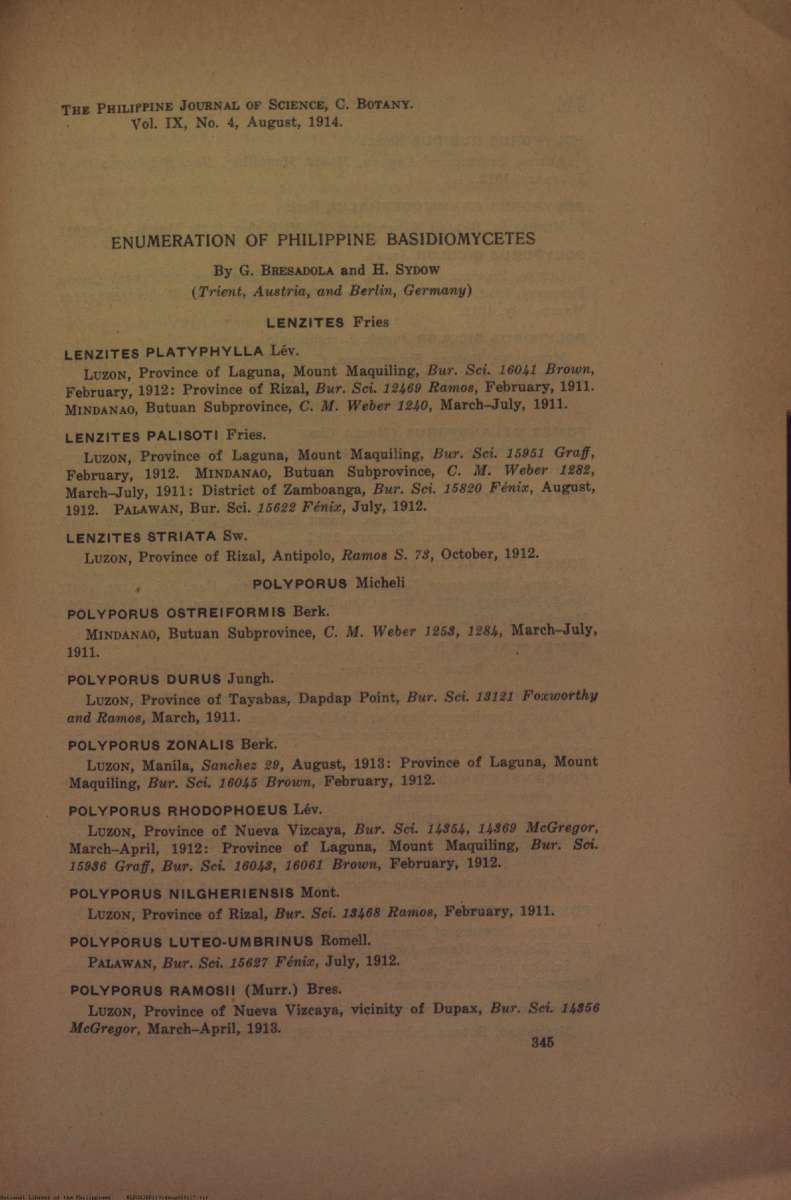 THE PHILIPPINE JOURNAL OF SCIENCE, C. BOTANY.
Vol. IX, No. 4, August, 1914.
ENUMERATION OF PHILIPPINE BASIDIOMYCETES
By G. BRESADOLA and H. SYDOW
(Trient, Austria, and Berlin, Germany)
LENZITES Fries
LENZITES PLATYPHYLLA Lév.
LUZON, Province of Laguna, Mount Maquiling, Bur. Sci. 16041 Brown,
February, 1912: Province of Rizal, Bur. Sci. 12469 Ramos, February, 1911.
MINDANAO, Butuan Subprovince, C. M. Weber 1240, March–July, 1911.
LENZITES PALISOTI Fries.
LUZON, Province of Laguna, Mount Maquiling, Bur. Sci. 15951 Graff,
February, 1912. MINDANAO, Butuan Subprovince, C. M. Weber 1282,
March–July, 1911: District of Zamboanga, Bur. Sci. 15820 Fénix, August,
1912. PALAWAN, Bur. Sci. 15622 Fénix, July, 1912.
LENZITES STRIATA Sw.
LUZON, Province of Rizal, Antipolo, Ramos S. 73, October, 1912.
POLYPORUS Micheli
POLYPORUS OSTREIFORMIS Berk.
MINDANAO, Butuan Subprovince, C. M. Weber 1253, 1284, March–July,
1911.
POLYPORUS DURUS Jungh.
LUZON, Province of Tayabas, Dapdap Point, Bur. Sci. 13121 Foxworthy
and Ramos, March, 1911.
POLYPORUS ZONALIS Berk.
LUZON, Manila, Sanchez 29, August, 1913: Province of Laguna, Mount
Maquiling, Bur. Sci. 16045 Brown, February, 1912.
POLYPORUS RHODOPHOEUS Lév.
LUZON, Province of Nueva Vizcaya, Bur. Sci. 14354, 14369 McGregor,
March–April, 1912: Province of Laguna, Mount Maquiling, Bur. Sci.
15936 Graff, Bur. Sci. 16043, 16061 Brown, February, 1912.
POLYPORUS NILGHERIENSIS Mont.
LUZON, Province of Rizal, Bur. Sci. 13468 Ramos, February, 1911.
POLYPORUS LUTEO-UMBRINUS Romell.
PALAWAN, Bur. Sci. 15627 Fénix, July, 1912.
POLYPORUS RAMOSII (Murr.) Bres.
LUZON, Province of Nueva Vizcaya, vicinity of Dupax, Bur. Sci. 14356
McGregor, March–April, 1913.
345
National Library of the Philippines